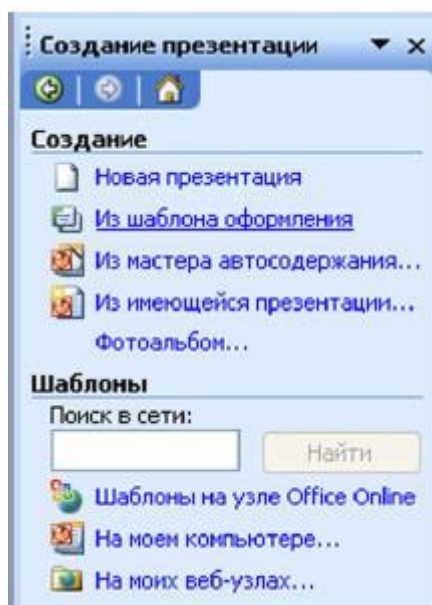 Создание презентации
Создание
Новая презентация
Из шаблона оформления
Из мастера автосодержания...
Из имеющейся презентации...
Фотоальбом...
Шаблоны
Поиск в сети:
Найти
Шаблоны на узле Office Online
На моем компьютере...
На моих веб-узлах...